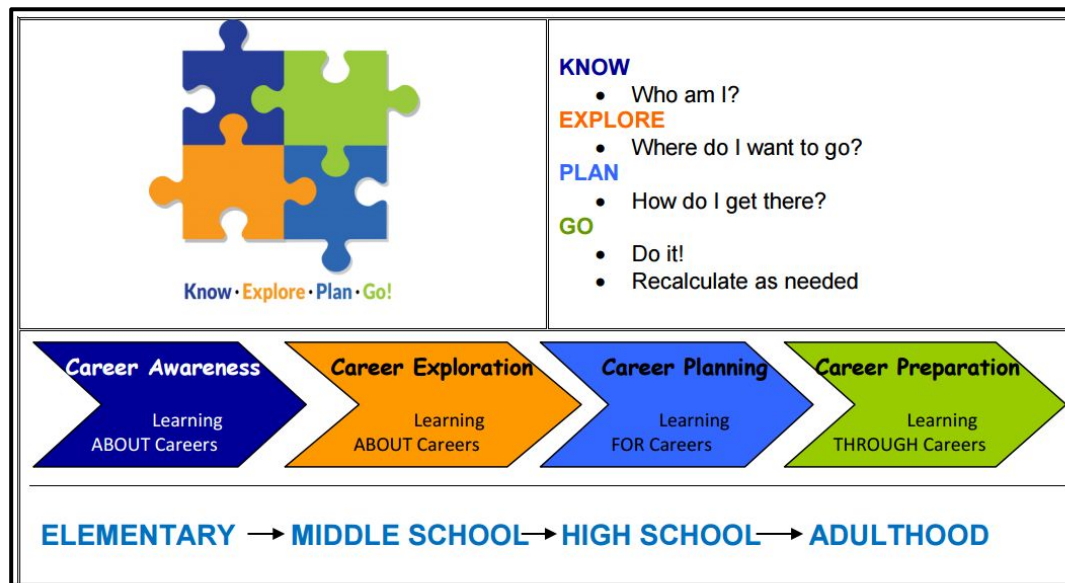 Know·Explore·Plan·Go!
KNOW
• Who am I?
EXPLORE
• Where do I want to go?
PLAN
• How do I get there?
GO
• Do it!
• Recalculate as needed
Career Awareness
Learning
ABOUT Careers
Career Exploration
Learning
ABOUT Careers
Career Planning
Learning
FOR Careers
Career Preparation
Learning
THROUGH Careers
ELEMENTARY → MIDDLE SCHOOL → HIGH SCHOOL → ADULTHOOD